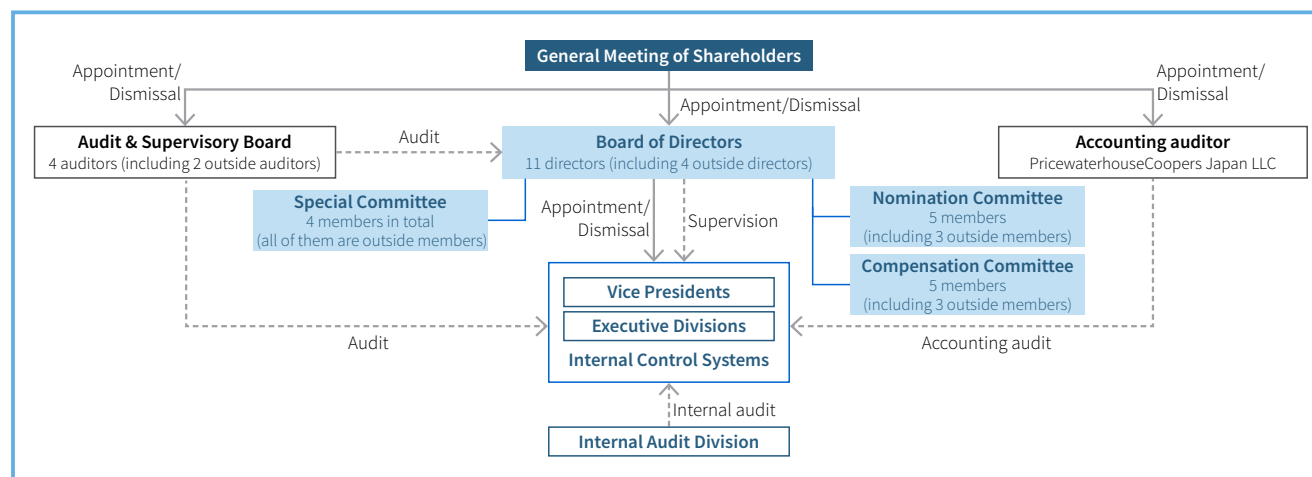 General Meeting of Shareholders
Appointment/
Dismissal
Appointment/Dismissal
Appointment/
Dismissal
Audit & Supervisory Board
4 auditors (including 2 outside auditors)
Audit
Board of Directors
11 directors (including 4 outside directors)
Accounting auditor
PricewaterhouseCoopers Japan LLC
Special Committee
4 members in total
(all of them are outside members)
Appointment/
Dismissal
Supervision
Nomination Committee
5 members
(including 3 outside members)
Compensation Committee
5 members
(including 3 outside members)
Vice Presidents
Executive Divisions
Internal Control Systems
Audit
Accounting audit
Internal audit
Internal Audit Division